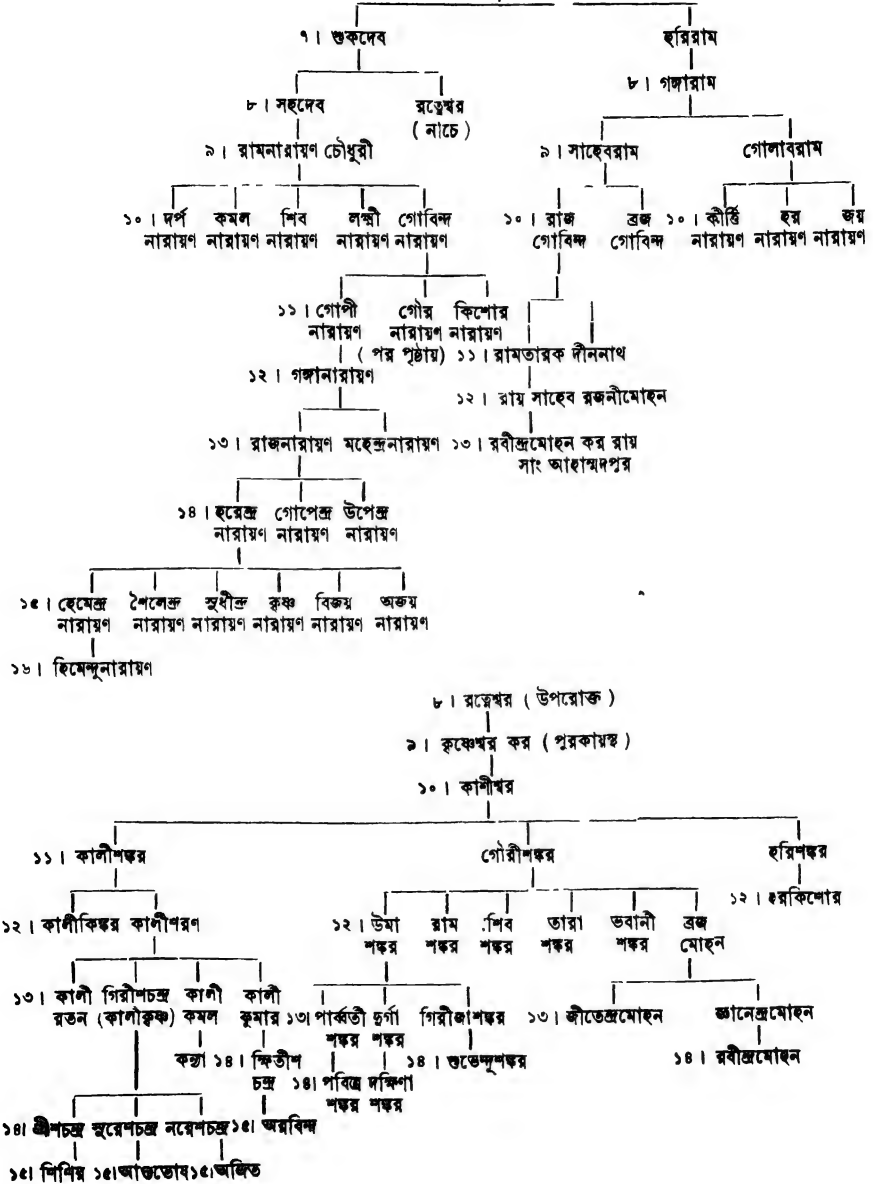 ৭। শুকদেব হরিরাম
৮। গঙ্গারাম
৮। সহদেব রত্নেশ্বর
( নীচে )
৯। রামনারায়ণ চৌধুরী ৯। সাহেবরাম গোলাবরাম
১০। দর্প কমল শিব লক্ষ্মী গোবিন্দ ১০। রাজ ব্রজ ১০। কীর্ত্তি হর জয়
নারায়ণ নারায়ণ নারায়ণ নারায়ণ নারায়ণ গোবিন্দ গোবিন্দ নারায়ণ নারায়ণ নারায়ণ
১১। গোপী গৌর কিশোর
নারায়ণ নারায়ণ নারায়ণ
( পর পৃষ্ঠায় ) ১১। রামতারক দীননাথ
১২। গঙ্গানারায়ণ
১২। রায় সাহেব রজনীমোহন
১৩। রাজনারায়ণ মহেন্দ্রনারায়ণ ১৩। রবীন্দ্রমোহন কর রায়
সাং আহাম্মদপুর
১৪। হরেন্দ্র গোপেন্দ্র উপেন্দ্র
নারায়ণ নারায়ণ নারায়ণ
১৫। হেমেন্দ্র শৈলেন্দ্র সুধীন্দ্র কৃষ্ণ বিজয় অজয়
নারায়ণ নারায়ণ নারায়ণ নারায়ণ নারায়ণ নারায়ণ
১৬। হিমেন্দুনারায়ণ
৮। রত্নেশ্বর ( উপরোক্ত )
৯। কৃষ্ণেশ্বর কর ( পুরকায়স্থ )
১০। কাশীশ্বর
১১। কালীশঙ্কর গৌরীশঙ্কর হরিশঙ্কর
১২। হরকিশোর
১২। কালীকিঙ্কর কালীশরণ ১২। উমা রাম শিব তারা ভবানী ব্রজ
শঙ্কর শঙ্কর শঙ্কর শঙ্কর শঙ্কর মোহন
১৩। কালী গিরীশচন্দ্র কালী কালী ১৩। পার্ব্বতী দুর্গা গিরীজাশঙ্কর ১৩। জীতেন্দ্রমোহন জ্ঞানেন্দ্রমোহন
রতন (কালীকৃষ্ণ) কমল কুমার শঙ্কর শঙ্কর
কন্যা ১৪। ক্ষিতীশ ১৪। শুভেন্দুশঙ্কর ১৪। রবীন্দ্রমোহন
চন্দ্র ১৪। পবিত্র দক্ষিণা
শঙ্কর শঙ্কর
১৪। শ্রীশচন্দ্র সুরেশচন্দ্র নরেশচন্দ্র ১৫। অরবিন্দ
১৫। শিশির ১৫। আশুতোষ ১৫। অজিত